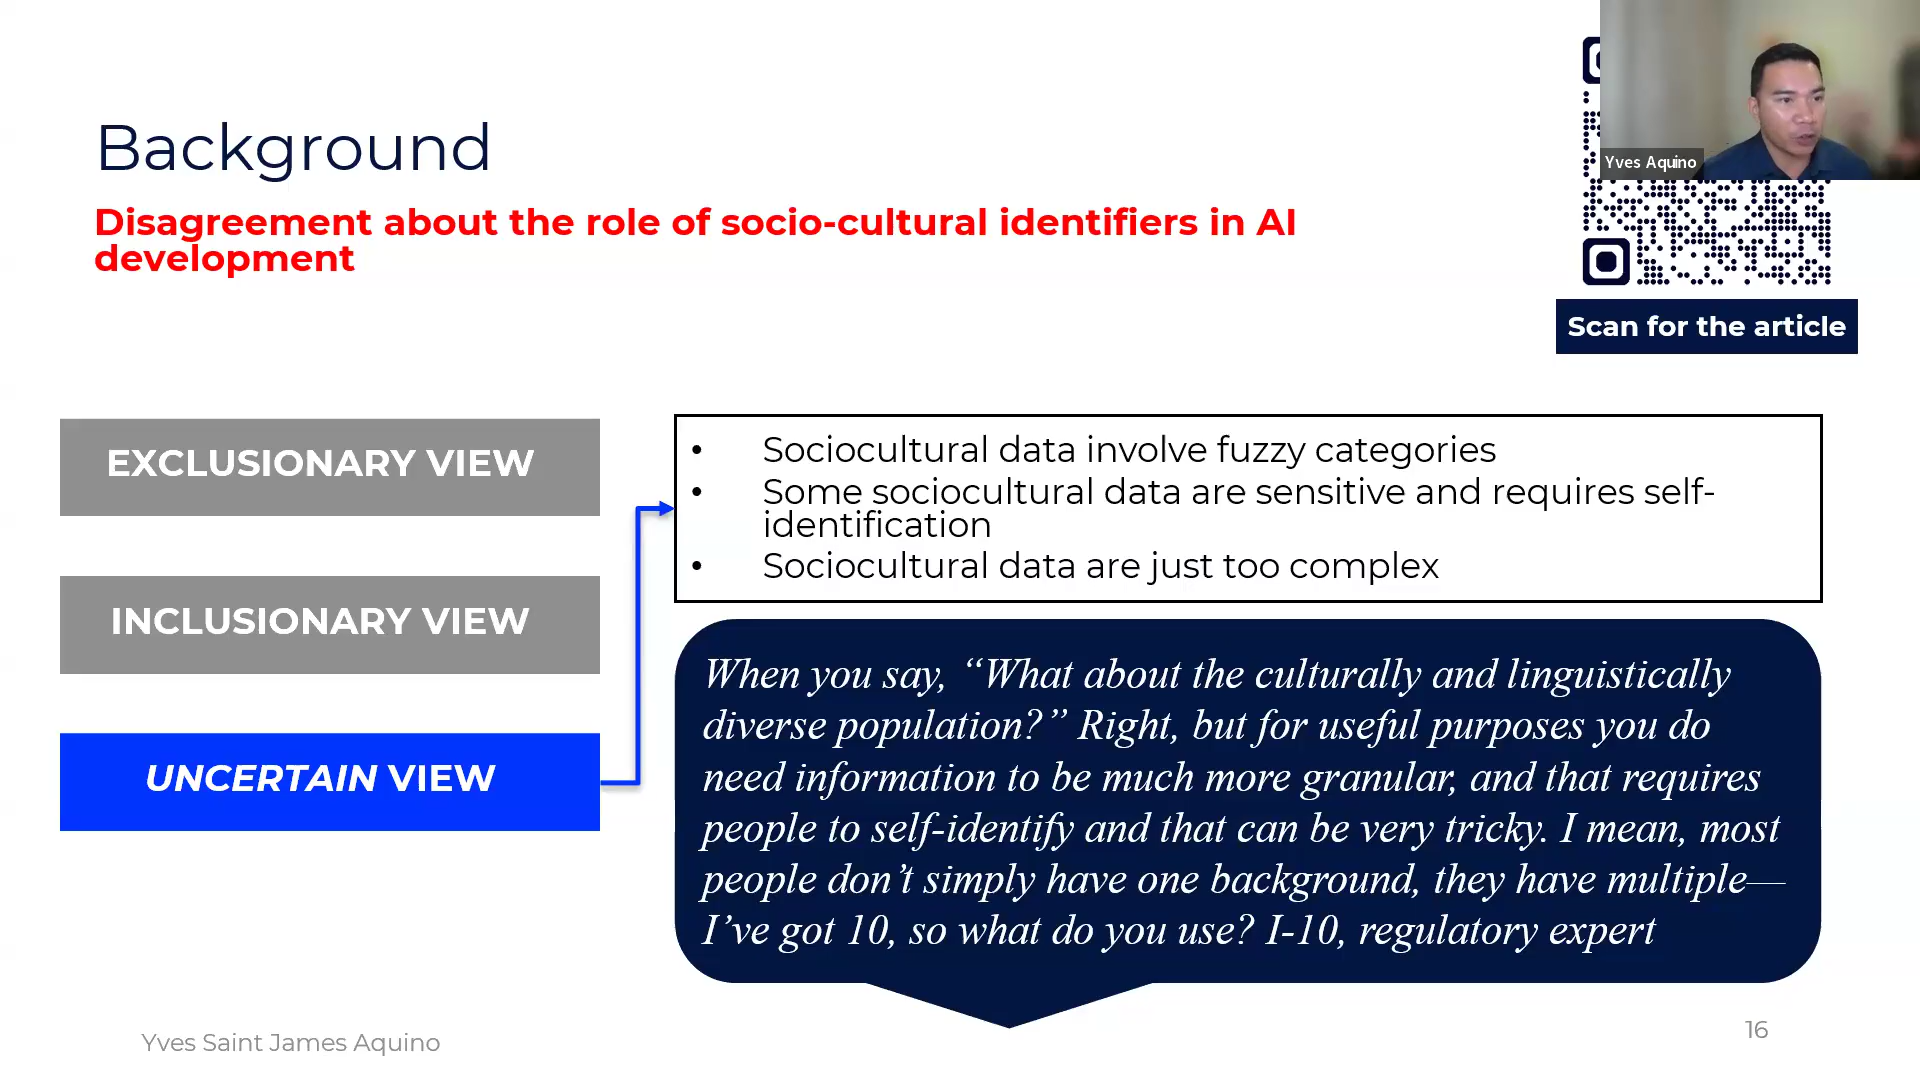 Background
Disagreement about the role of socio-cultural identifiers in AI
development
Yves Aquino
Scan for the article
EXCLUSIONARY VIEW
INCLUSIONARY VIEW
UNCERTAIN VIEW
• Sociocultural data involve fuzzy categories
• Some sociocultural data are sensitive and requires self-
identification
• Sociocultural data are just too complex
When you say, “What about the culturally and linguistically
diverse population?” Right, but for useful purposes you do
need information to be much more granular, and that requires
people to self-identify and that can be very tricky. I mean, most
people don’t simply have one background, they have multiple—
I’ve got 10, so what do you use? I-10, regulatory expert
Yves Saint James Aquino
16